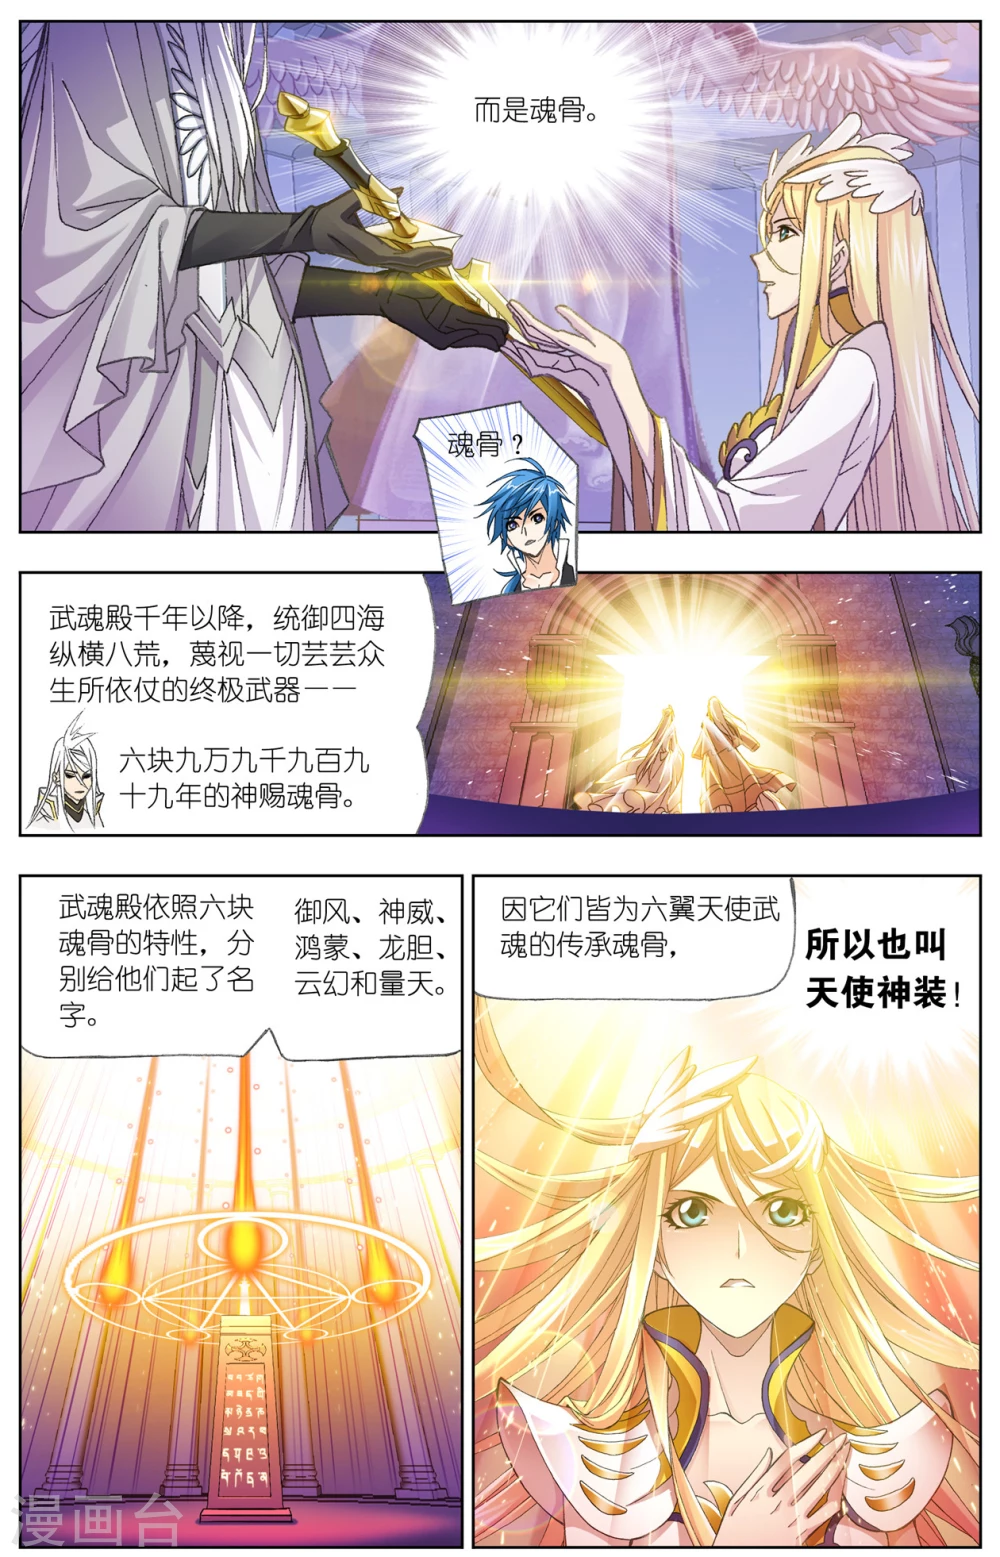 而是魂骨。
魂骨？
武魂殿千年以降，统御四海
纵横八荒，蔑视一切芸芸众
生所依仗的终极武器——
六块九万九千九百九
十九年的神赐魂骨。
武魂殿依照六块
魂骨的特性，分
别给他们起了名
字。
御风、神威、
鸿蒙、龙胆、
云幻和量天。
因它们皆为六翼天使武
魂的传承魂骨，
所以也叫
天使神装！
漫画台